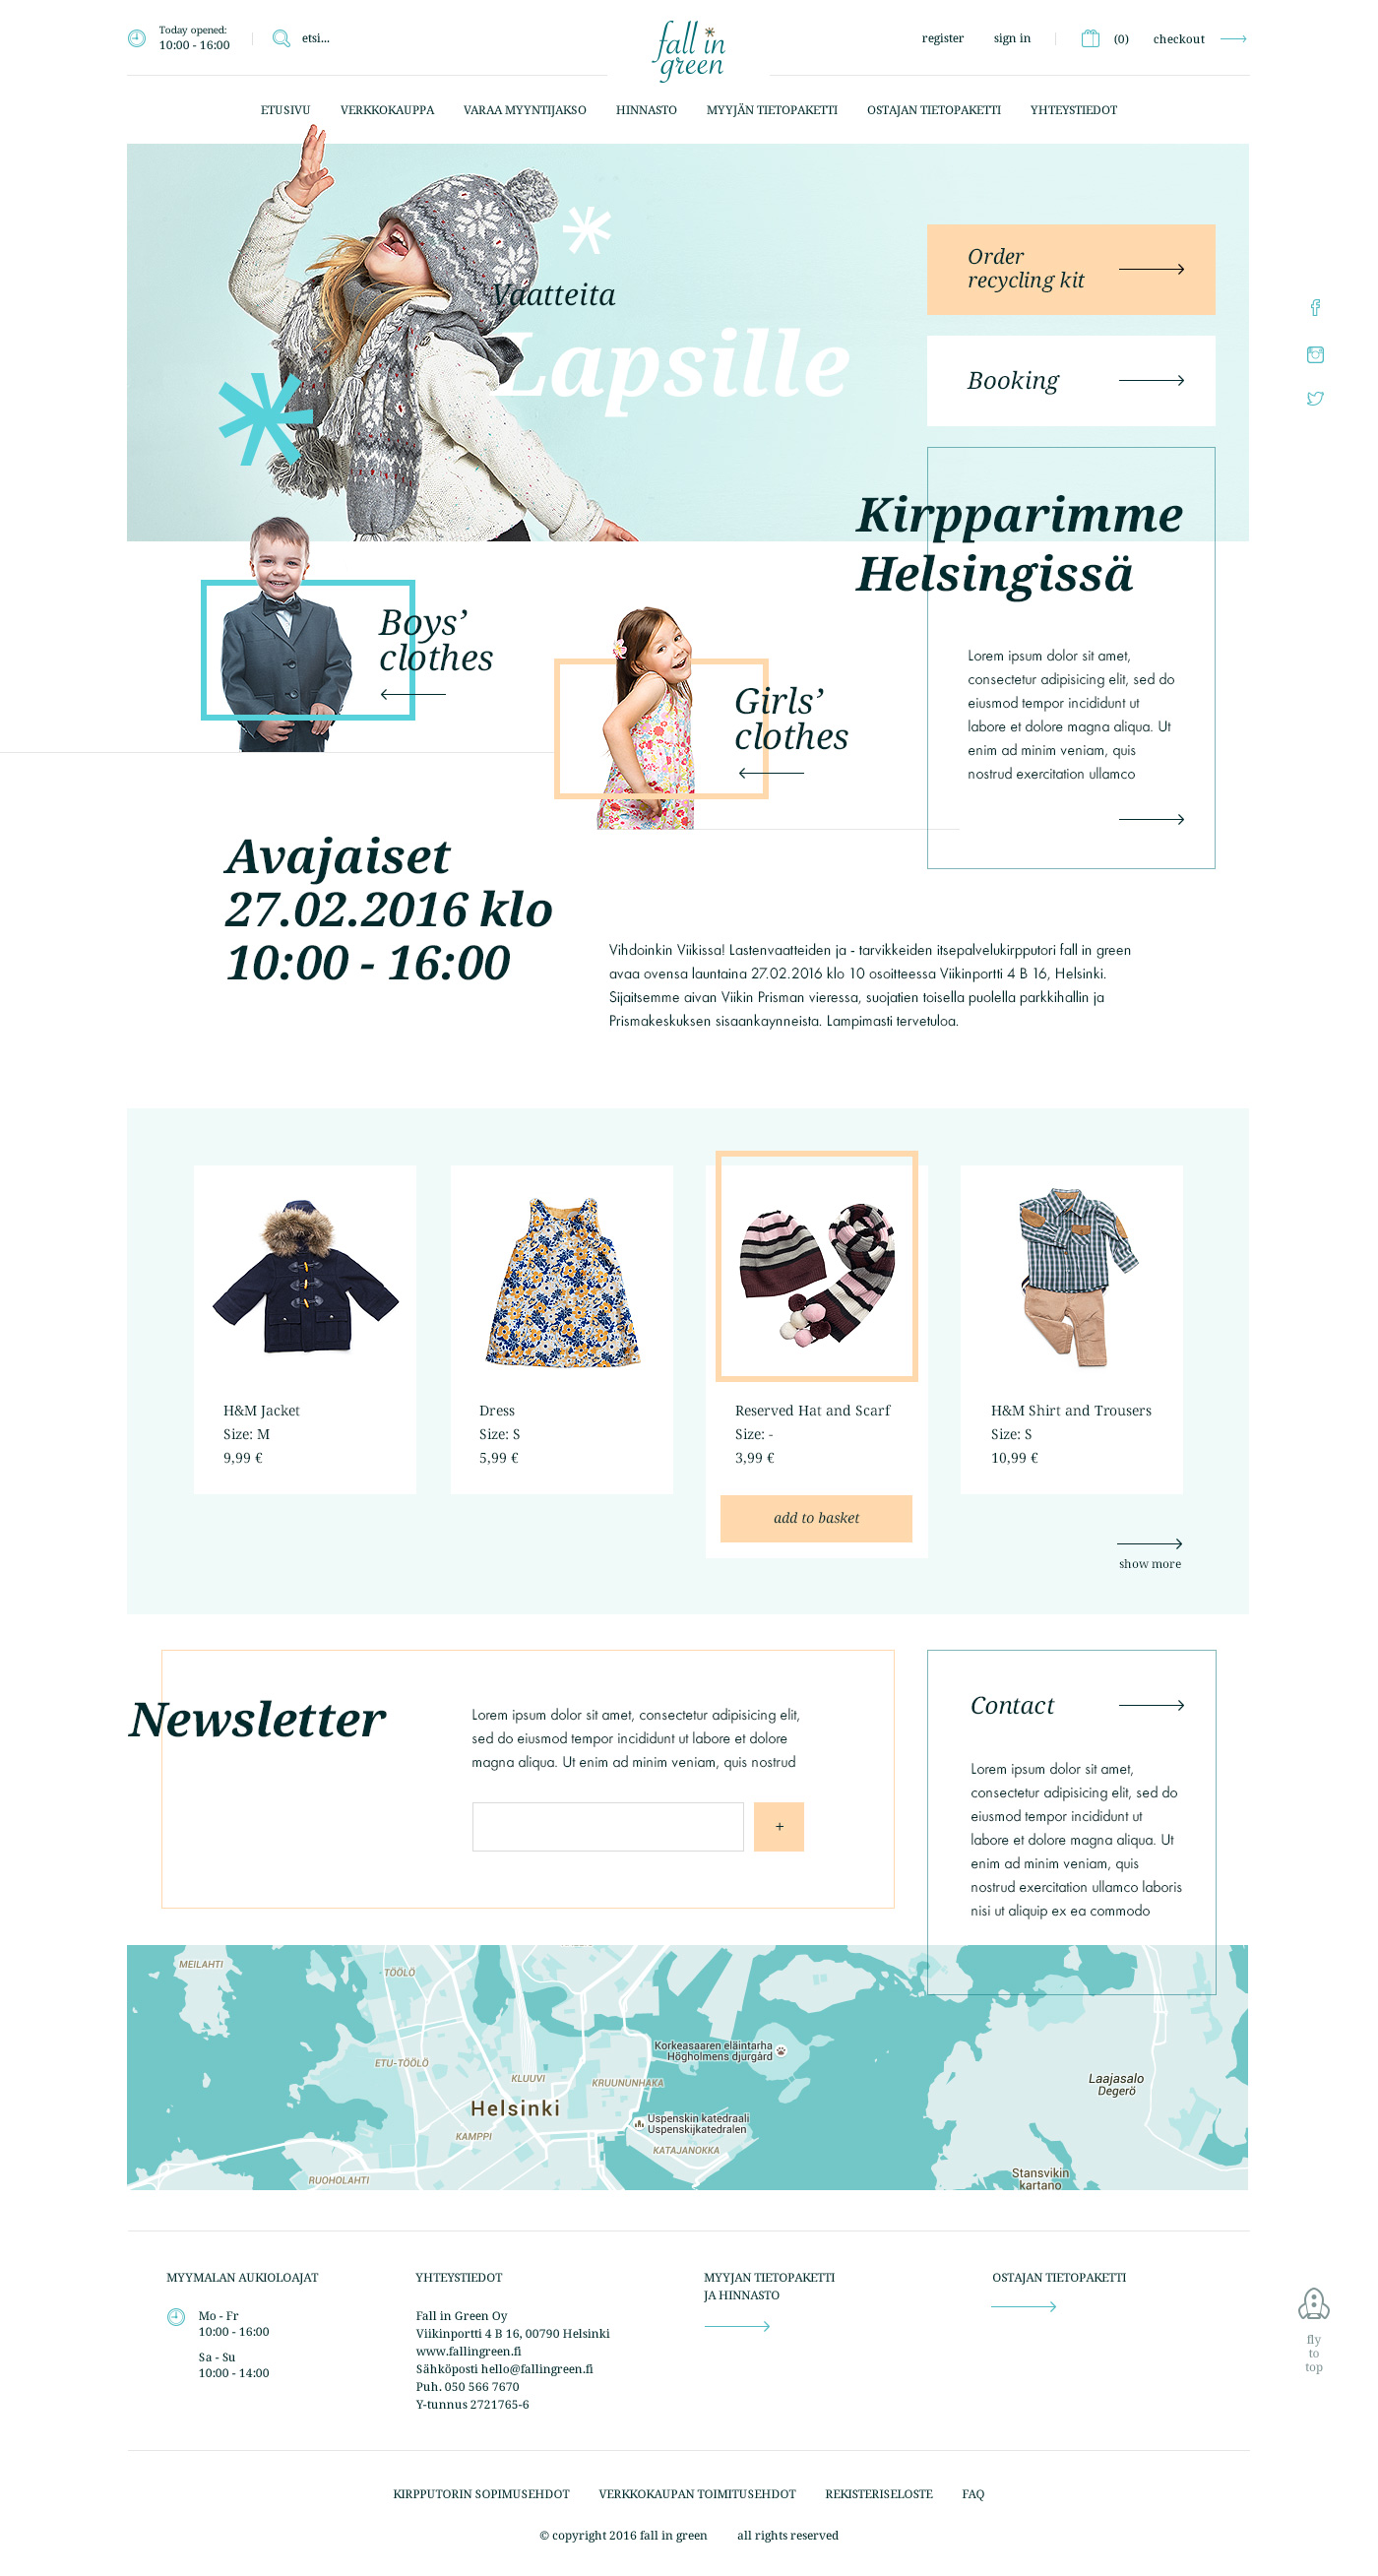 Today opened:
10:00 - 16:00
etsi...
fall in
green
register
sign in
(0)
checkout
ETUSIVU
VERKKOKAUPPA
VARAA MYYNTIJAKSO
HINNASTO
MYYJÄN TIETOPAKETTI
OSTAJAN TIETOPAKETTI
YHTEYSTIEDOT
Vaatteita
Lapsille
Order
recycling kit
Booking
Kirpparimme
Helsingissä
Lorem ipsum dolor sit amet,
consectetur adipisicing elit, sed do
eiusmod tempor incididunt ut
labore et dolore magna aliqua. Ut
enim ad minim veniam, quis
nostrud exercitation ullamco
Boys’
clothes
Girls’
clothes
Avajaiset
27.02.2016 klo
10:00 - 16:00
Vihdoinkin Viikissa! Lastenvaatteiden ja - tarvikkeiden itsepalvelukirpputori fall in green
avaa ovensa launtaina 27.02.2016 klo 10 osoitteessa Viikinportti 4 B 16, Helsinki.
Sijaitsemme aivan Viikin Prisman vieressa, suojatien toisella puolella parkkihallin ja
Prismakeskuksen sisaankaynneista. Lampimasti tervetuloa.
H&M Jacket
Size: M
9,99 €
Dress
Size: S
5,99 €
Reserved Hat and Scarf
Size: -
3,99 €
add to basket
H&M Shirt and Trousers
Size: S
10,99 €
show more
Newsletter
Lorem ipsum dolor sit amet, consectetur adipisicing elit,
sed do eiusmod tempor incididunt ut labore et dolore
magna aliqua. Ut enim ad minim veniam, quis nostrud
+
Contact
Lorem ipsum dolor sit amet,
consectetur adipisicing elit, sed do
eiusmod tempor incididunt ut
labore et dolore magna aliqua. Ut
enim ad minim veniam, quis
nostrud exercitation ullamco laboris
nisi ut aliquip ex ea commodo
MEILAHTI
TÖÖLÖ
ETU-TÖÖLÖ
KLUUVI
KRUUNUNHAKA
Korkeasaaren eläintarha
Högholmens djurgård
Laajasalo
Degerö
Helsinki
Uspenskin katedraali
Uspenskijkatedralen
KAMPPI
KATAJANOKKA
RUOHOLAHTI
Stansvikin
kartano
MYYMALAN AUKIOLOAJAT
Mo - Fr
10:00 - 16:00
Sa - Su
10:00 - 14:00
YHTEYSTIEDOT
Fall in Green Oy
Viikinportti 4 B 16, 00790 Helsinki
www.fallingreen.fi
Sähköposti hello@fallingreen.fi
Puh. 050 566 7670
Y-tunnus 2721765-6
MYYJAN TIETOPAKETTI
JA HINNASTO
OSTAJAN TIETOPAKETTI
fly
to
top
KIRPPUTORIN SOPIMUSEHDOT
VERKKOKAUPAN TOIMITUSEHDOT
REKISTERISELOSTE
FAQ
© copyright 2016 fall in green
all rights reserved